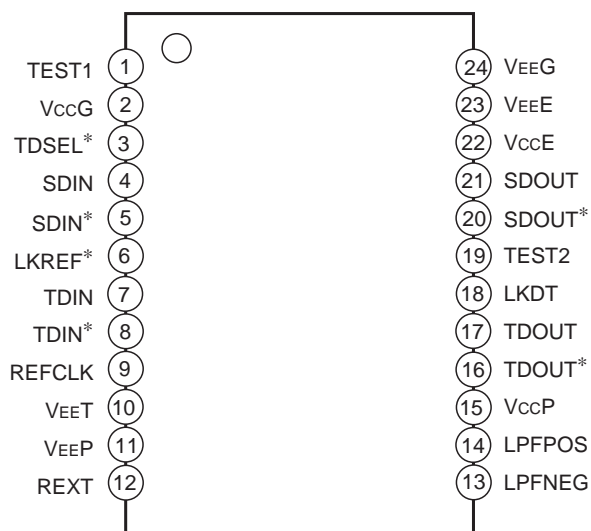 TEST1 1
VCCG 2
TDSEL* 3
SDIN 4
SDIN* 5
LKREF* 6
TDIN 7
TDIN* 8
REFCLK 9
VEET 10
VEEP 11
REXT 12
24 VEEG
23 VEEE
22 VCCE
21 SDOUT
20 SDOUT*
19 TEST2
18 LKDT
17 TDOUT
16 TDOUT*
15 VCCP
14 LPFPOS
13 LPFNEG